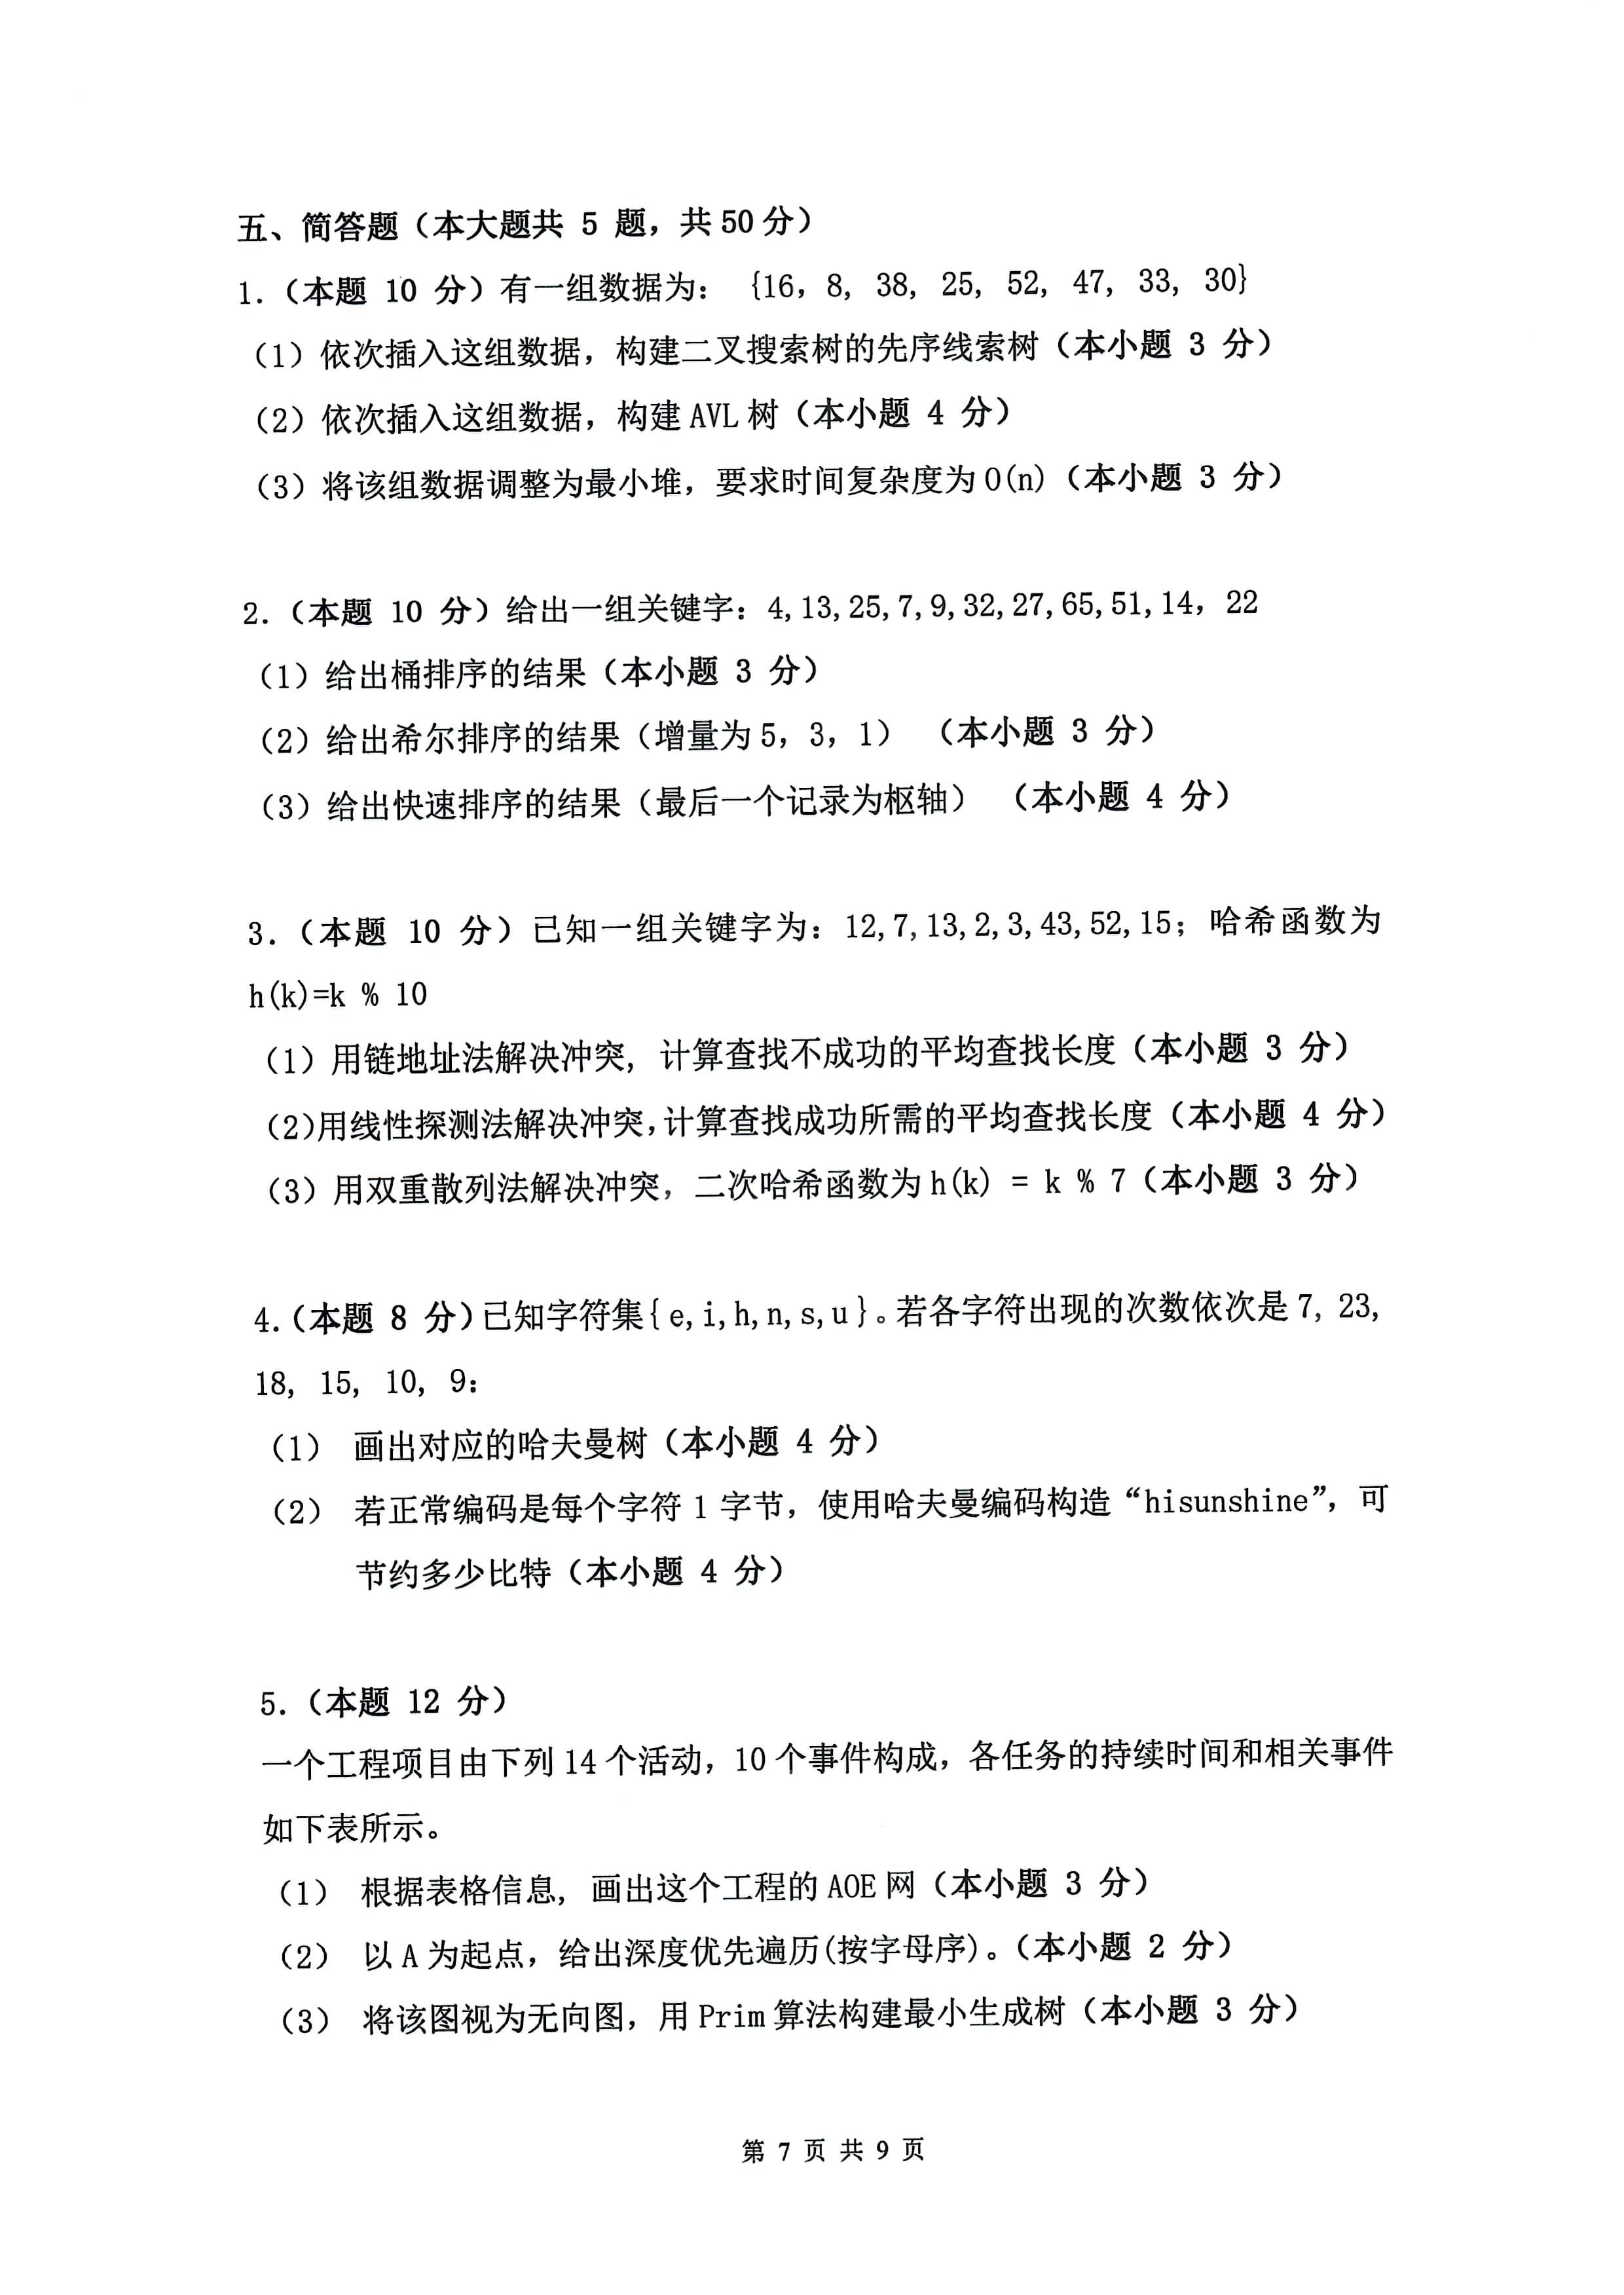 五、简答题（本大题共 5 题，共 50 分）
1.（本题 10 分）有一组数据为： {16，8, 38, 25, 52, 47, 33, 30}
（1）依次插入这组数据，构建二叉搜索树的先序线索树（本小题 3 分）
（2）依次插入这组数据，构建 AVL 树（本小题 4 分）
（3）将该组数据调整为最小堆，要求时间复杂度为 O(n)（本小题 3 分）
2.（本题 10 分）给出一组关键字：4,13,25,7,9,32,27,65,51,14，22
（1）给出桶排序的结果（本小题 3 分）
（2）给出希尔排序的结果（增量为 5，3，1） （本小题 3 分）
（3）给出快速排序的结果（最后一个记录为枢轴） （本小题 4 分）
3.（本题 10 分）已知一组关键字为：12,7,13,2,3,43,52,15；哈希函数为
h(k)=k % 10
（1）用链地址法解决冲突, 计算查找不成功的平均查找长度（本小题 3 分）
（2）用线性探测法解决冲突，计算查找成功所需的平均查找长度（本小题 4 分）
（3）用双重散列法解决冲突，二次哈希函数为 h(k) = k % 7（本小题 3 分）
4.（本题 8 分）已知字符集{ e,i,h,n,s,u }。若各字符出现的次数依次是 7, 23,
18, 15, 10, 9：
（1） 画出对应的哈夫曼树（本小题 4 分）
（2） 若正常编码是每个字符 1 字节，使用哈夫曼编码构造“hisunshine”，可
节约多少比特（本小题 4 分）
5.（本题 12 分）
一个工程项目由下列 14 个活动，10 个事件构成，各任务的持续时间和相关事件
如下表所示。
（1） 根据表格信息, 画出这个工程的 AOE 网（本小题 3 分）
（2） 以 A 为起点，给出深度优先遍历(按字母序)。（本小题 2 分）
（3） 将该图视为无向图，用 Prim 算法构建最小生成树（本小题 3 分）
第 7 页 共 9 页